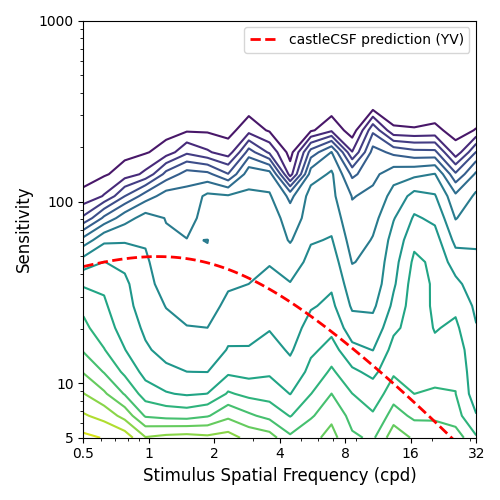 1000
castleCSF prediction (YV)
100
10
5
Sensitivity
0.5 1 2 4 8 16 32
Stimulus Spatial Frequency (cpd)